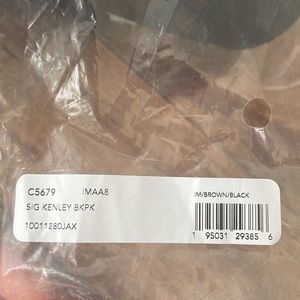 C5679 IMAA8 IM/BROWN/BLACK
SIG KENLEY BKPK
10011280JAX
1 95031 29385 6